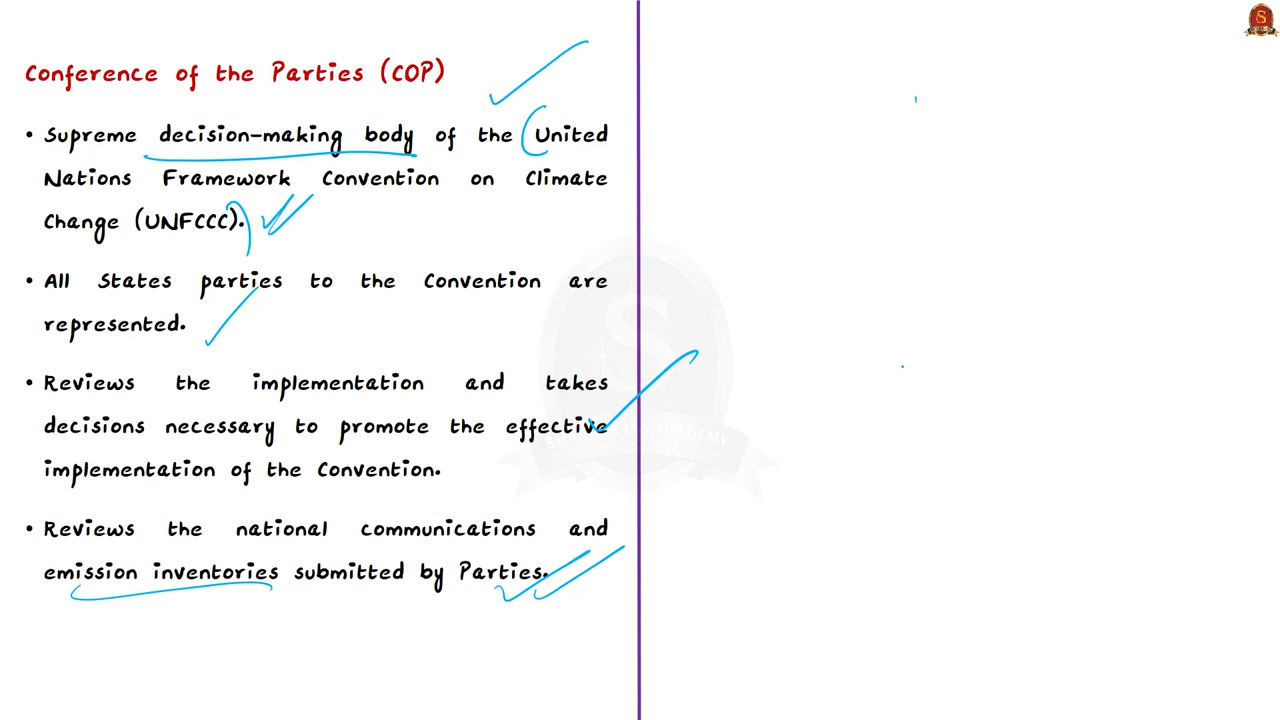 Conference of the Parties (COP)
• Supreme decision-making body of the United
Nations Framework Convention on Climate
Change (UNFCCC).
• All States parties to the Convention are
represented.
• Reviews the implementation and takes
decisions necessary to promote the effective
implementation of the Convention.
• Reviews the national communications and
emission inventories submitted by Parties.